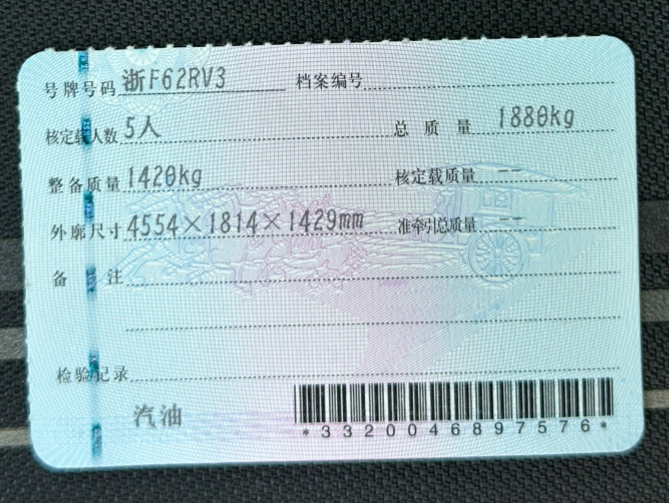 号牌号码 浙F62RV3 档案编号
核定载人数 5人 总质量 1880kg
整备质量 1420kg 核定载质量 --
外廓尺寸 4554×1814×1429mm 准牵引总质量 --
备注
检验记录
汽油
*3320046897576*